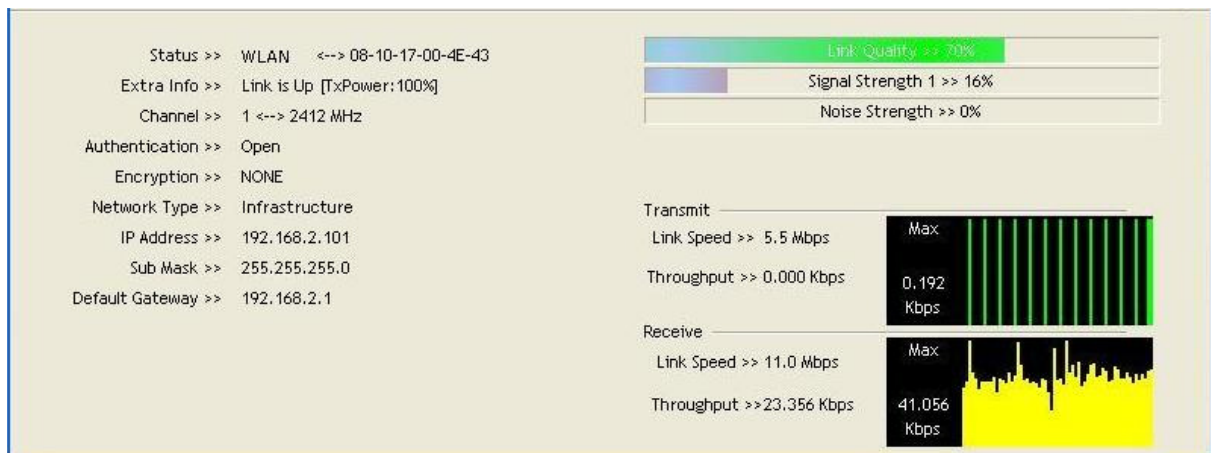 Status >> WLAN <--> 08-10-17-00-4E-43
Extra Info >> Link is Up [TxPower:100%]
Channel >> 1 <--> 2412 MHz
Authentication >> Open
Encryption >> NONE
Network Type >> Infrastructure
IP Address >> 192.168.2.101
Sub Mask >> 255.255.255.0
Default Gateway >> 192.168.2.1
Link Quality >> 70%
Signal Strength 1 >> 16%
Noise Strength >> 0%
Transmit
Link Speed >> 5.5 Mbps
Throughput >> 0.000 Kbps
Max
0.192
Kbps
Receive
Link Speed >> 11.0 Mbps
Throughput >>23.356 Kbps
Max
41.056
Kbps